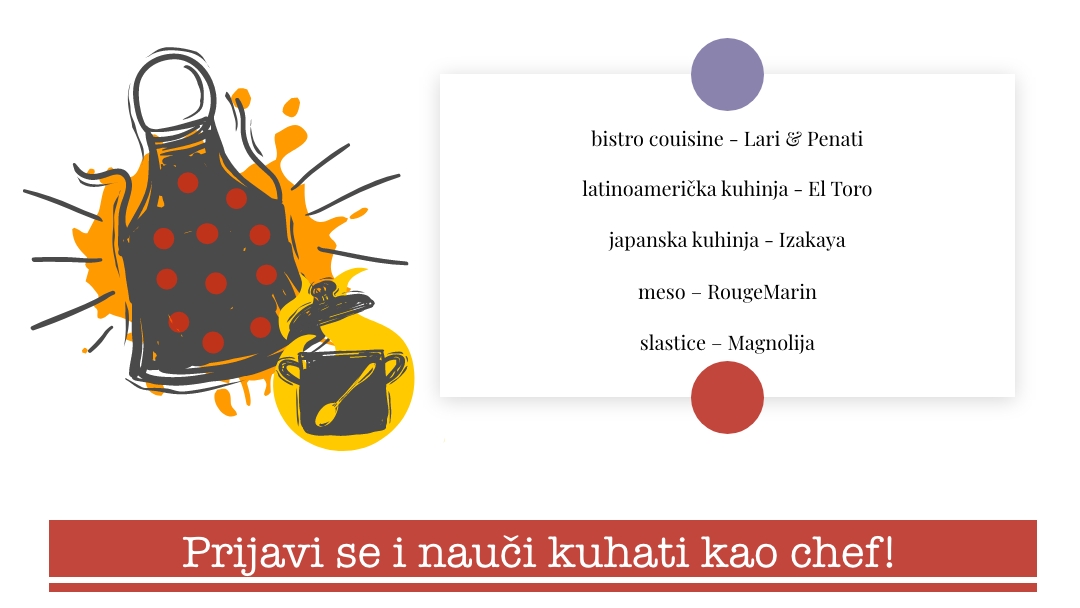 bistro couisine - Lari & Penati
latinoamerička kuhinja - El Toro
japanska kuhinja - Izakaya
meso – RougeMarin
slastice – Magnolija
Prijavi se i nauči kuhati kao chef!